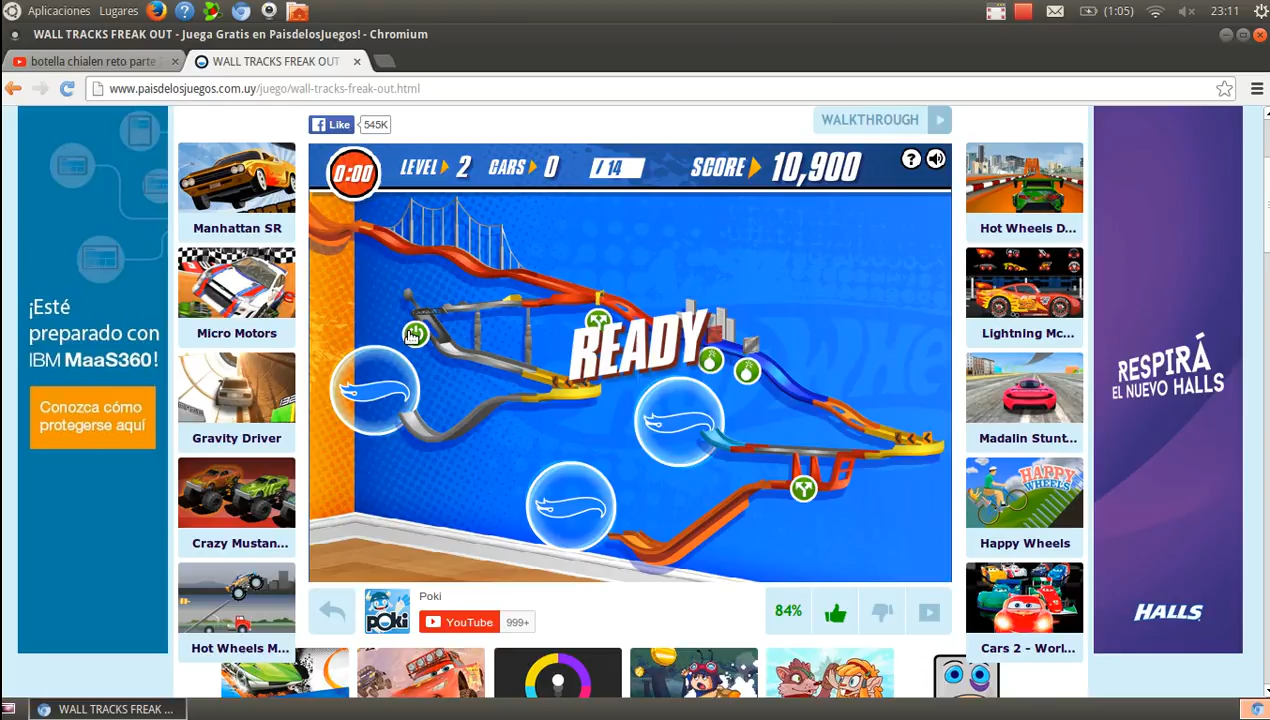 Aplicaciones Lugares
(1:05)
23:11
WALL TRACKS FREAK OUT - Juega Gratis en PaisdelosJuegos! - Chromium
botella chialen reto parte
WALL TRACKS FREAK OUT
www.paisdelosjuegos.com.uy/juego/wall-tracks-freak-out.html
Like 545K
WALKTHROUGH
0:00
LEVEL 2
CARS 0
/ 14
SCORE 10,900
?
READY
Manhattan SR
Micro Motors
Gravity Driver
Crazy Mustan...
Hot Wheels M...
Hot Wheels D...
Lightning Mc...
Madalin Stunt...
HAPPY WHEELS
Happy Wheels
Cars 2 - Worl...
¡Esté
preparado con
IBM MaaS360!
Conozca cómo
protegerse aquí
RESPIRÁ
EL NUEVO HALLS
HALLS
POKI
Poki
YouTube 999+
84%
WALL TRACKS FREAK ...